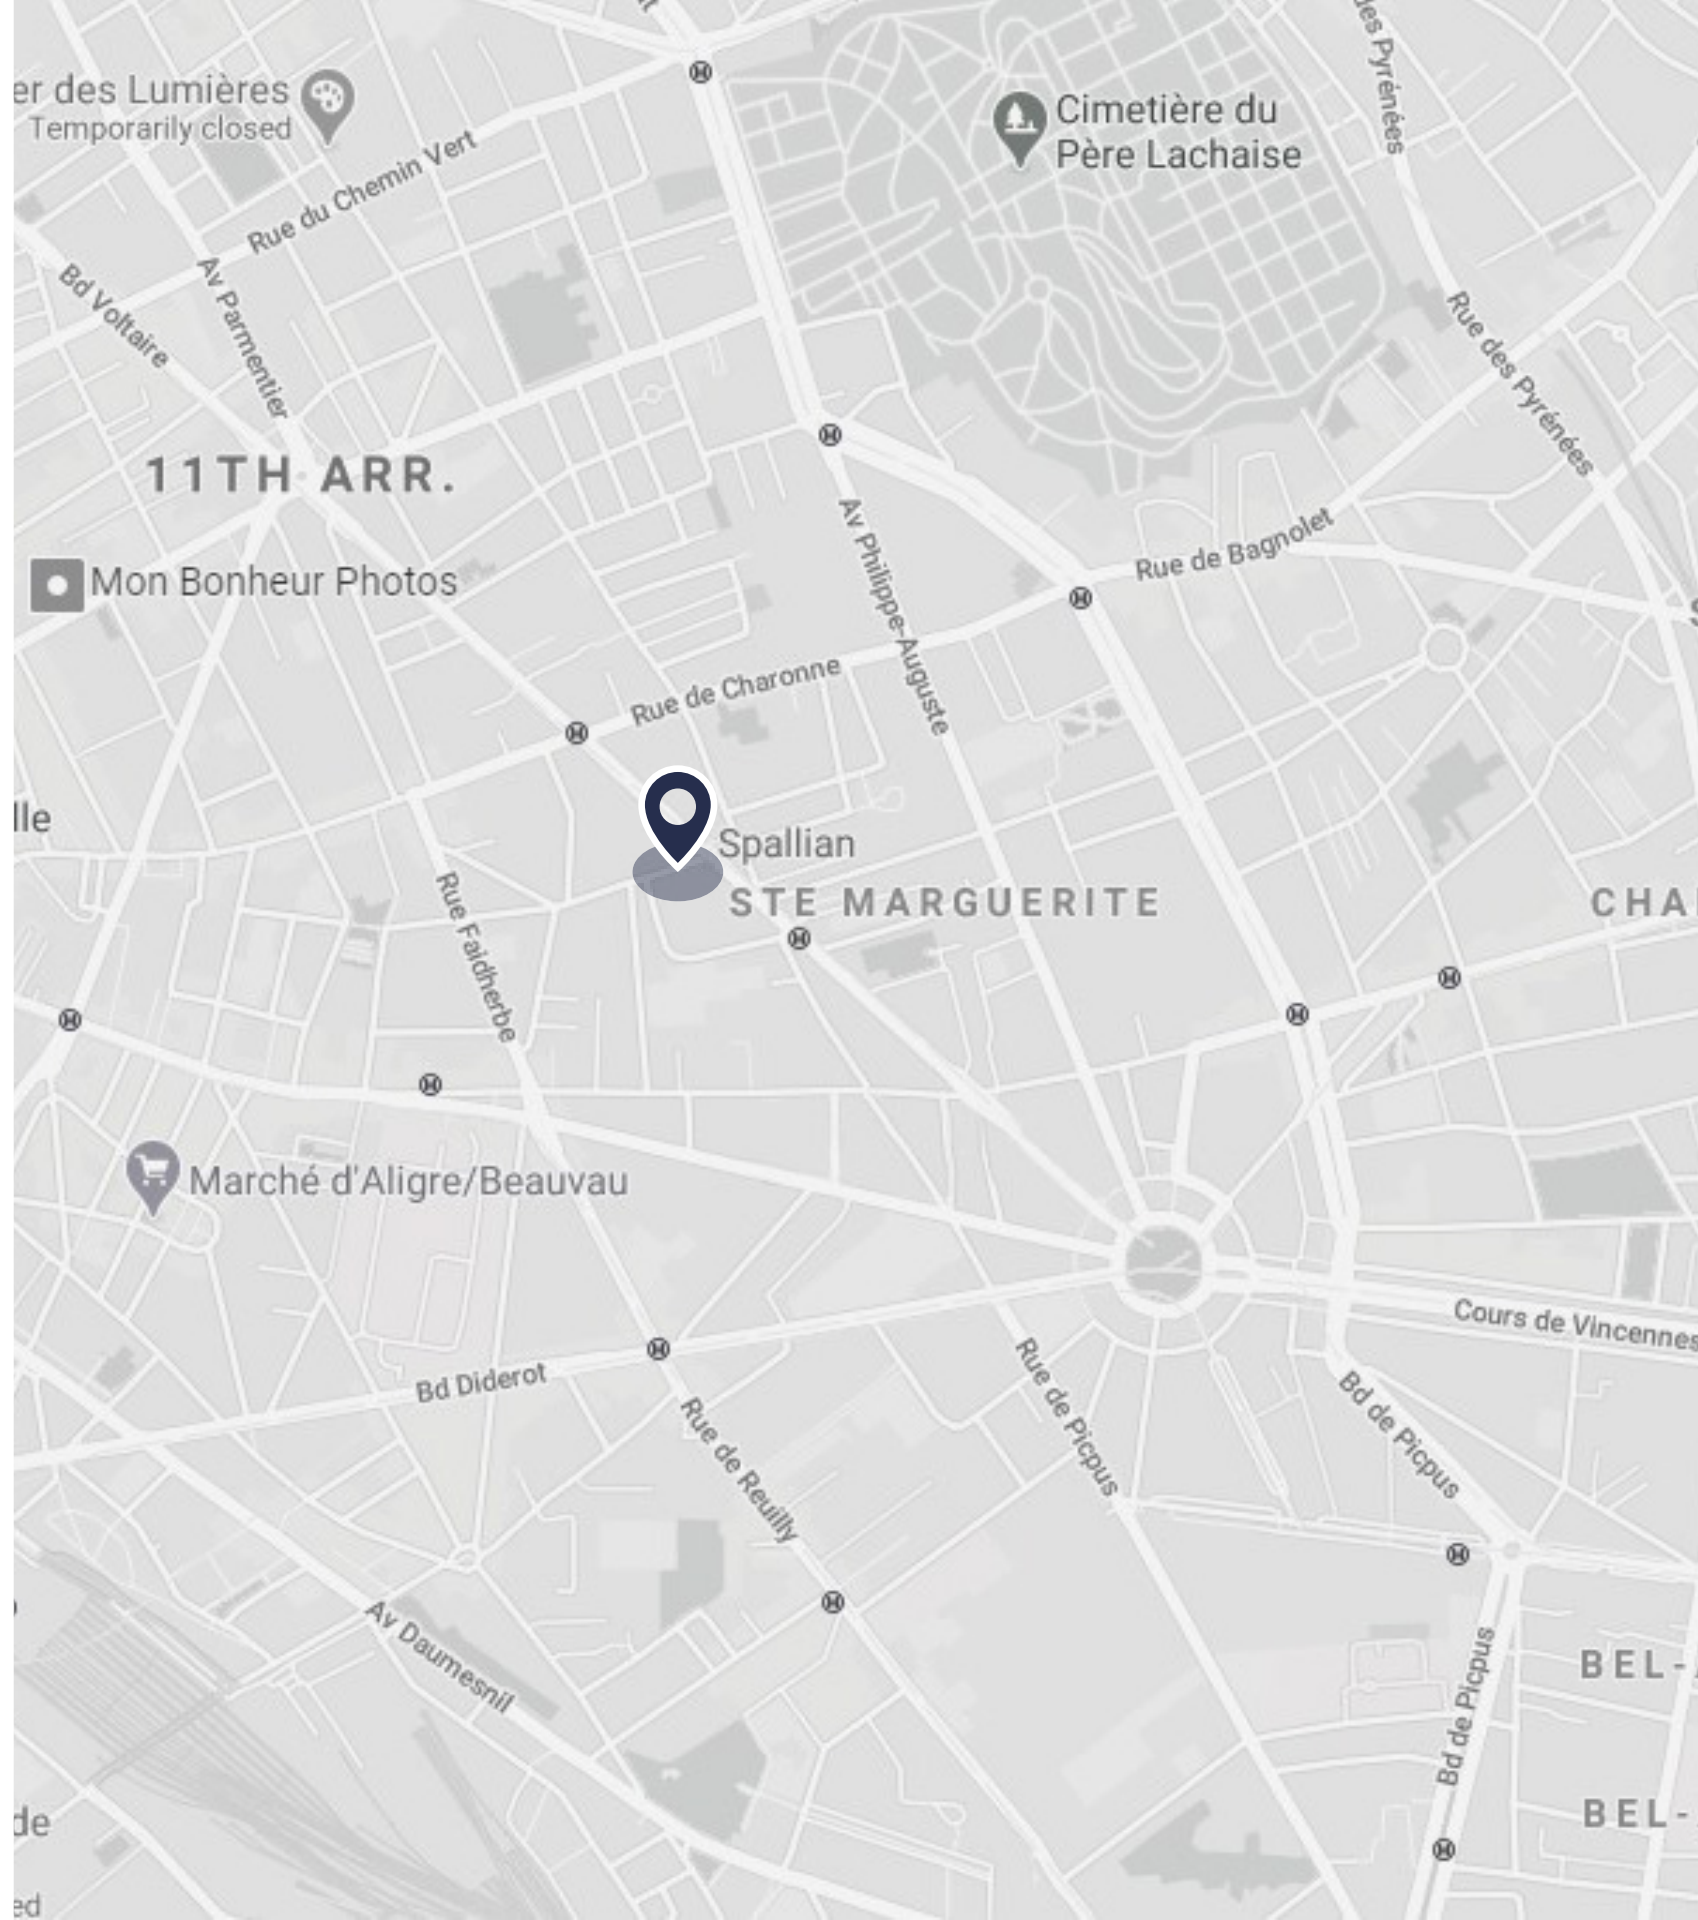 des Pyrénées
er des Lumières
Temporarily closed
Cimetière du
Père Lachaise
Rue du Chemin Vert
Av Parmentier
Bd Voltaire
Rue des Pyrénées
11TH ARR.
Av Philippe-Auguste
Rue de Bagnolet
Mon Bonheur Photos
Rue de Charonne
lle
Spallian
STE MARGUERITE
CHA
Rue Faidherbe
Marché d'Aligre/Beauvau
Cours de Vincennes
Bd Diderot
Rue de Picpus
Bd de Picpus
Rue de Reuilly
Av Daumesnil
Bd de Picpus
BEL-
de
BEL-
ed